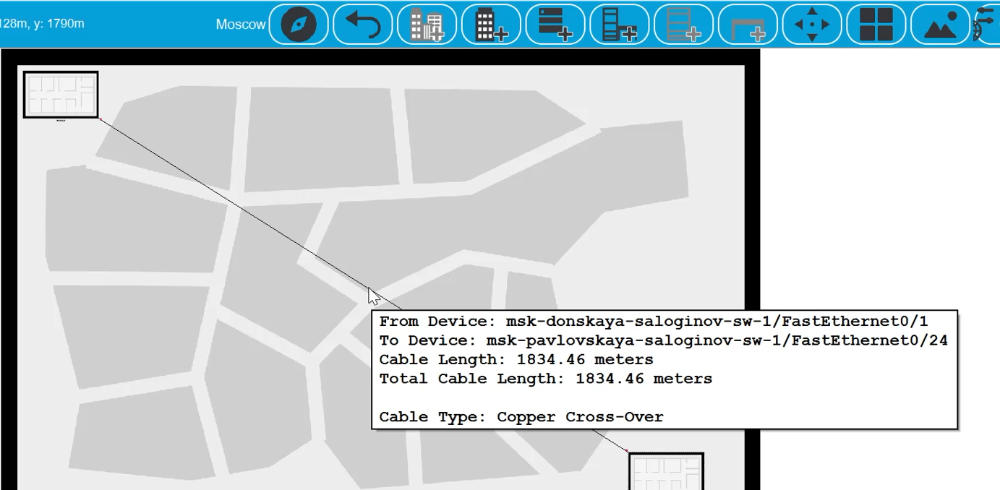 128m, y: 1790m
Moscow
From Device: msk-donskaya-saloginov-sw-1/FastEthernet0/1
To Device: msk-pavlovskaya-saloginov-sw-1/FastEthernet0/24
Cable Length: 1834.46 meters
Total Cable Length: 1834.46 meters
Cable Type: Copper Cross-Over